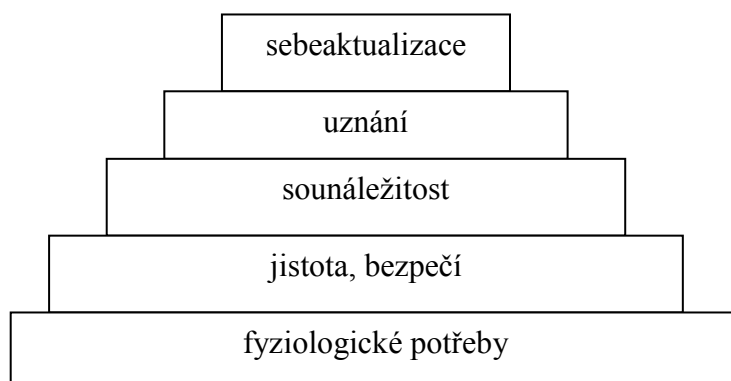 sebeaktualizace
uznání
sounáležitost
jistota, bezpečí
fyziologické potřeby